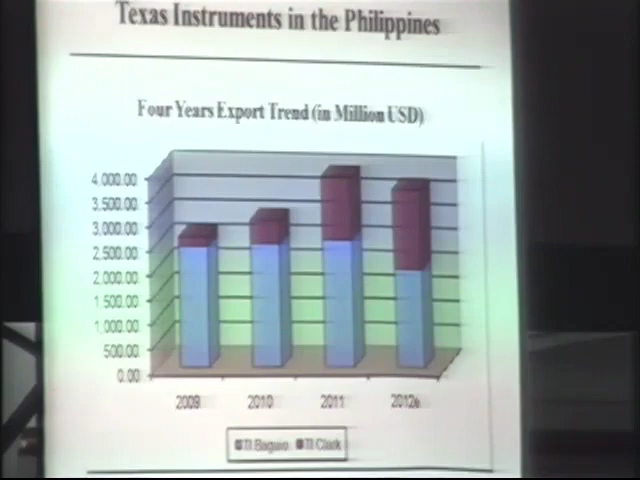 Texas Instruments in the Philippines
Four Years Export Trend (in Million USD)
4,000.00
3,500.00
3,000.00
2,500.00
2,000.00
1,500.00
1,000.00
500.00
0.00
2009 2010 2011 2012e
TI Baguio TI Clark